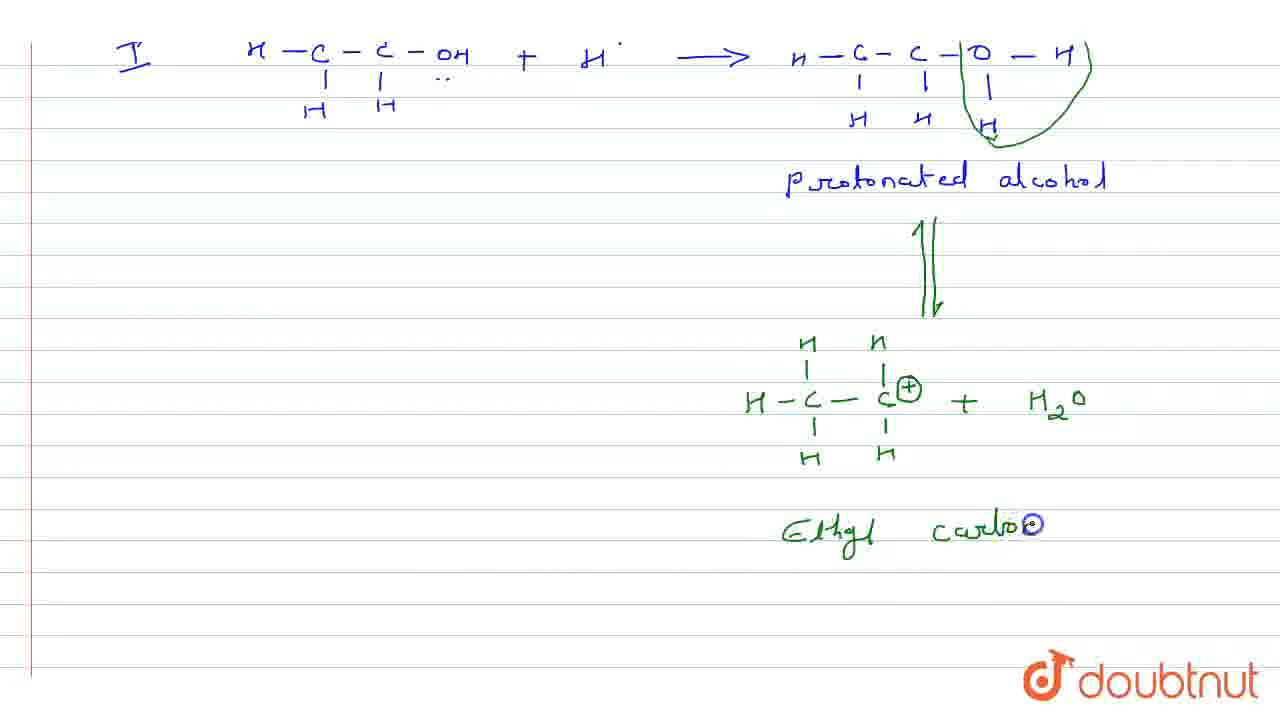 I H — C — C — OH + H ⟶ H — C — C — O — H
H H H H H
Protonated alcohol
H H
H — C — C⊕ + H2O
H H
Ethyl carbo
doubtnut